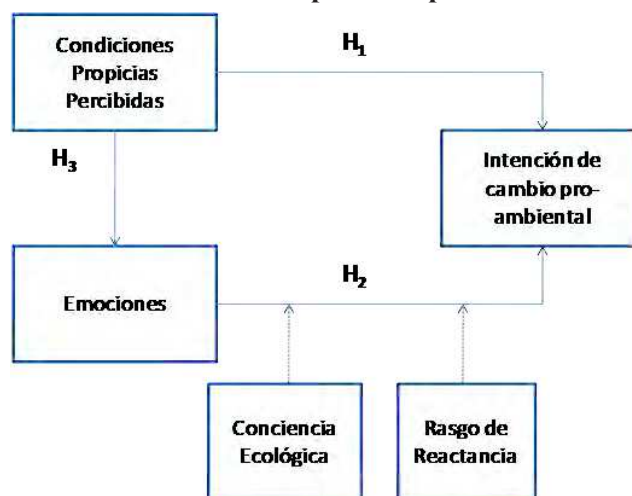 Condiciones
Propicias
Percibidas
H1
H3
Intención de
cambio pro-
ambiental
Emociones
H2
Conciencia
Ecológica
Rasgo de
Reactancia